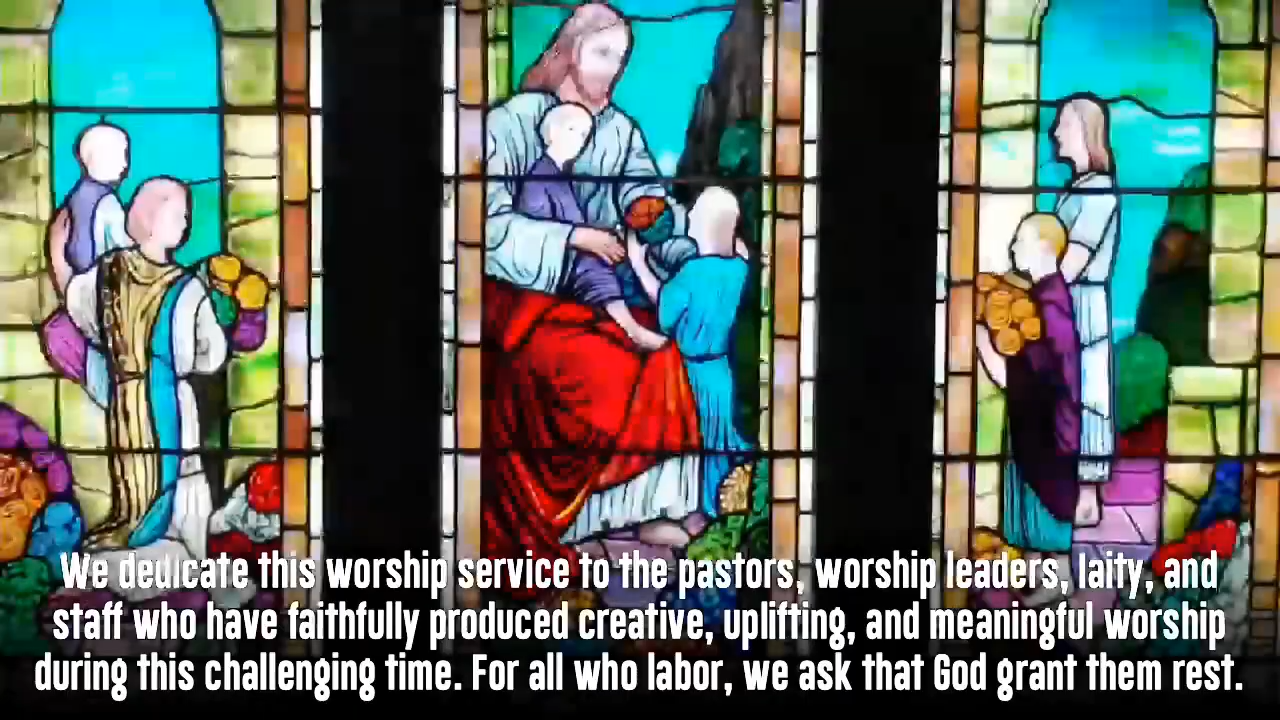 We dedicate this worship service to the pastors, worship leaders, laity, and
staff who have faithfully produced creative, uplifting, and meaningful worship
during this challenging time. For all who labor, we ask that God grant them rest.